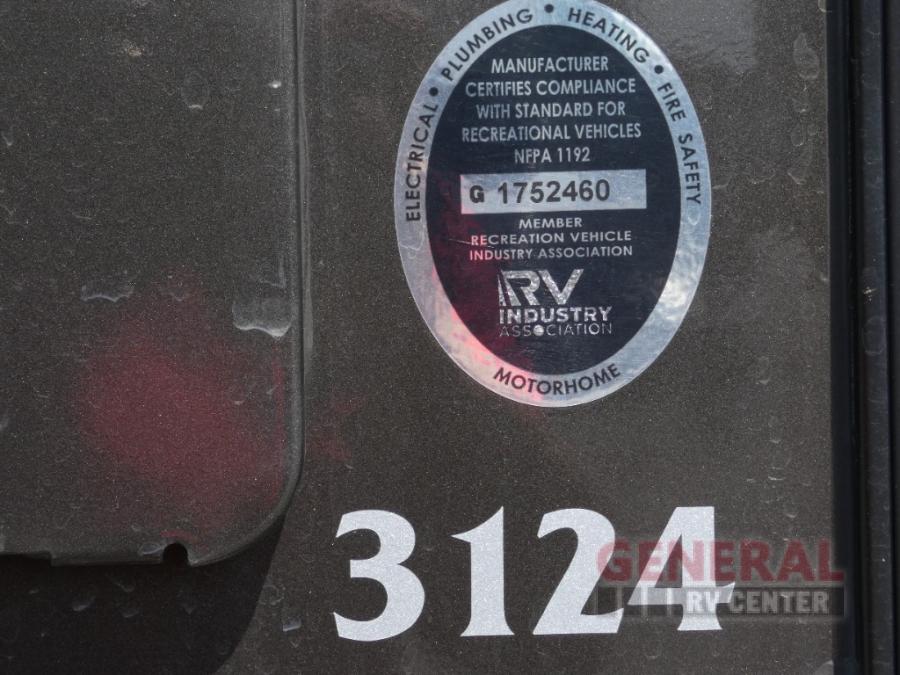 ELECTRICAL • PLUMBING • HEATING • FIRE SAFETY
MANUFACTURER
CERTIFIES COMPLIANCE
WITH STANDARD FOR
RECREATIONAL VEHICLES
NFPA 1192
G 1752460
MEMBER
RECREATION VEHICLE
INDUSTRY ASSOCIATION
RV
INDUSTRY
ASSOCIATION
MOTORHOME
3124
GENERAL
RV CENTER